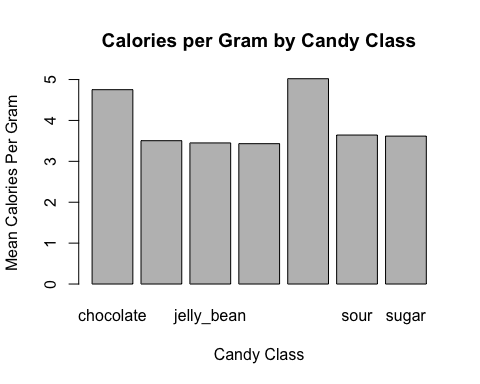 Calories per Gram by Candy Class
Mean Calories Per Gram
5
4
3
2
1
0
chocolate jelly_bean sour sugar
Candy Class